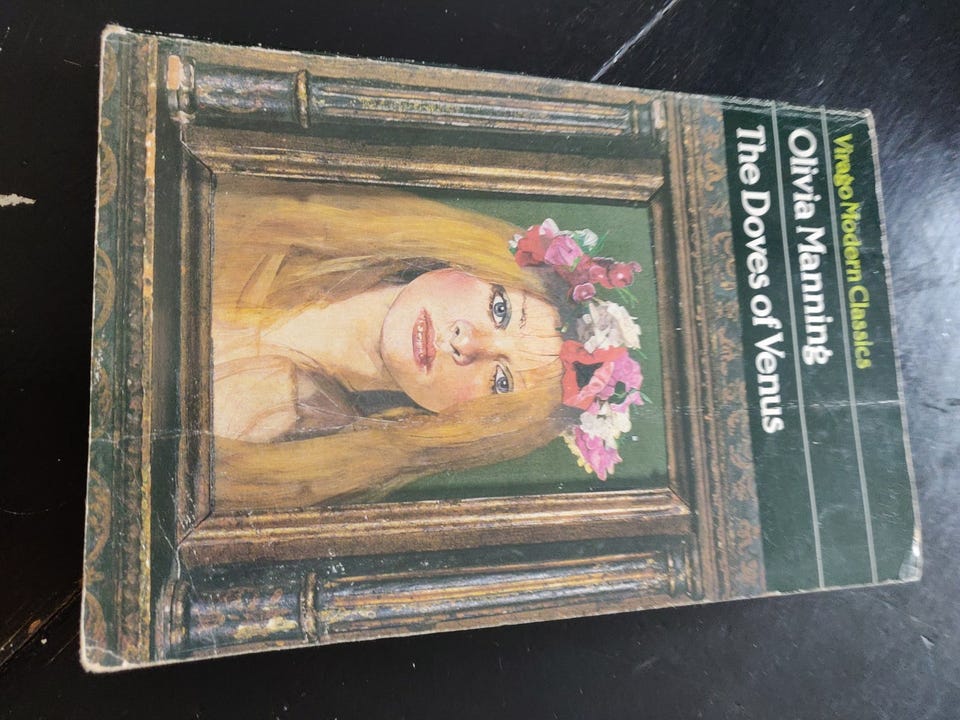 Virago Modern Classics
Olivia Manning
The Doves of Venus